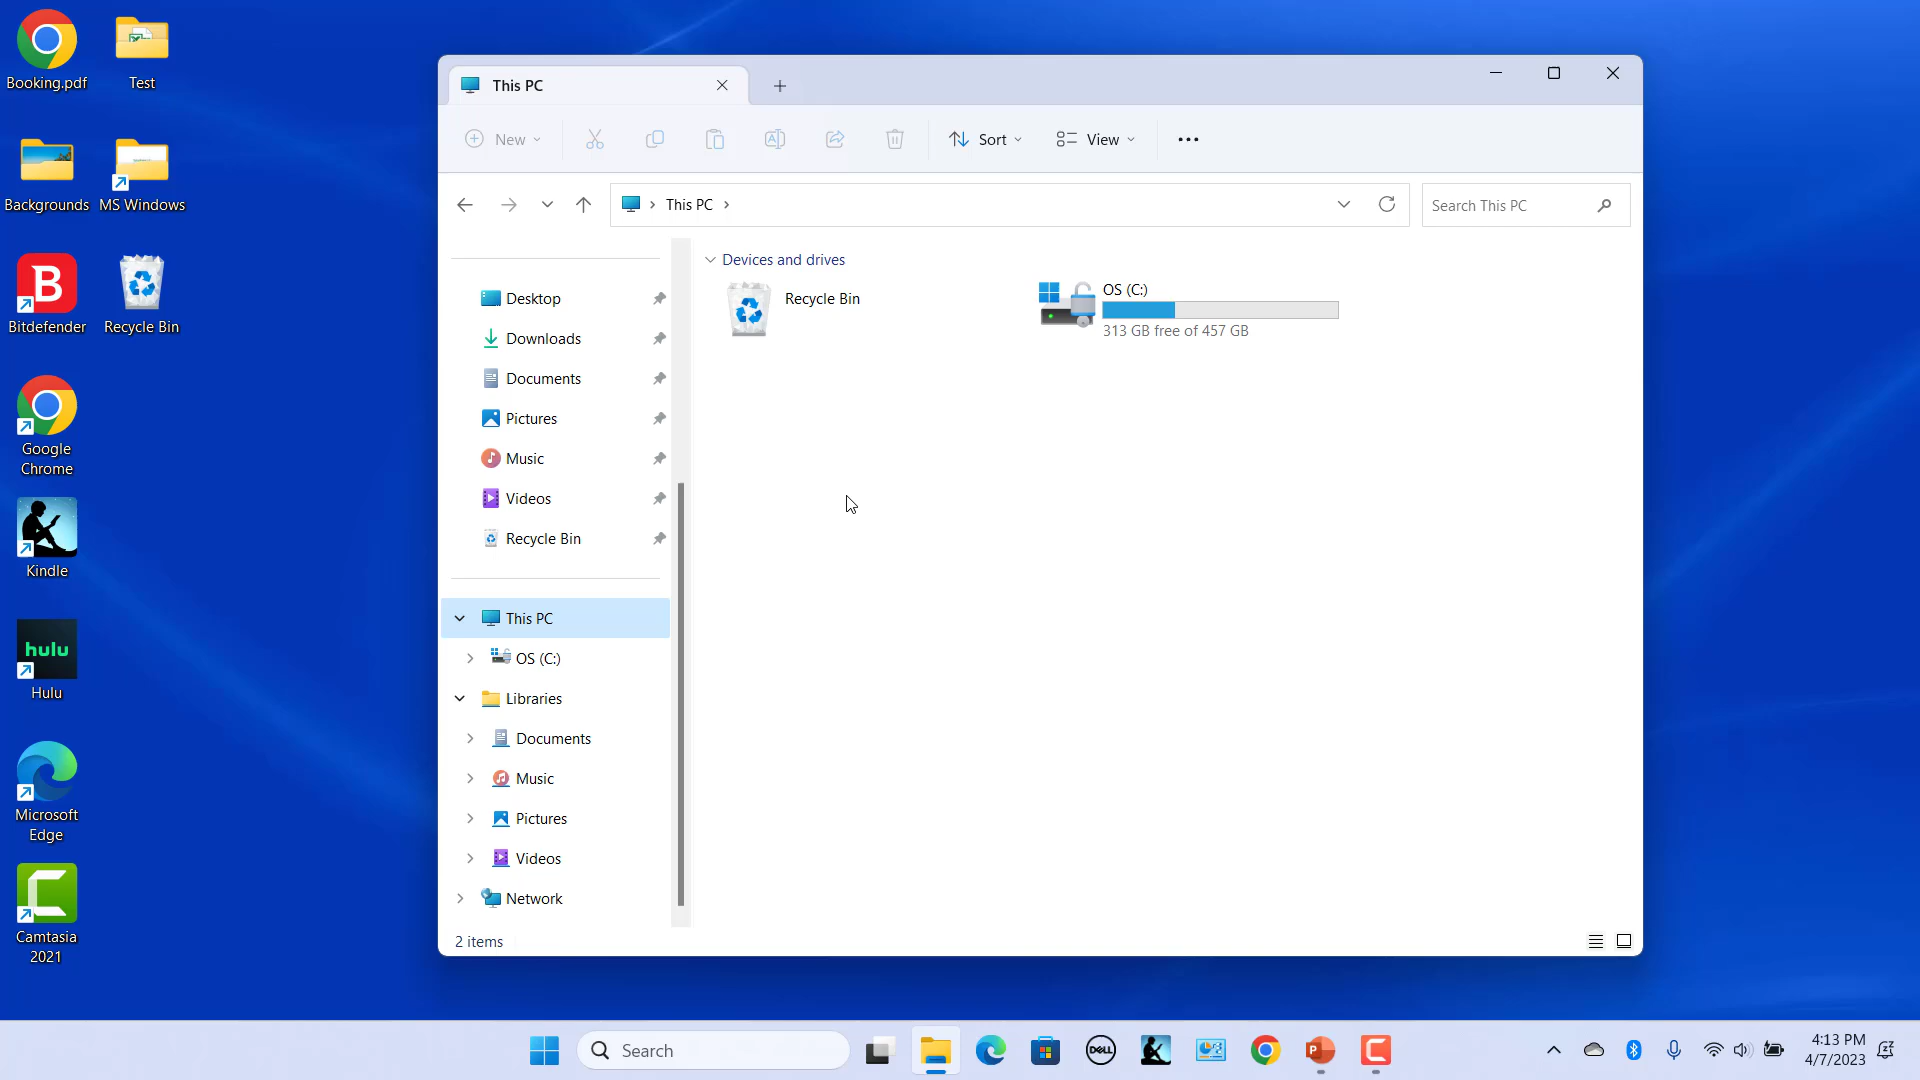 Booking.pdf
Test
Backgrounds
MS Windows
Bitdefender
Recycle Bin
Google
Chrome
Kindle
hulu
Hulu
Microsoft
Edge
Camtasia
2021
This PC
New
Sort
View
This PC
Search This PC
Desktop
Downloads
Documents
Pictures
Music
Videos
Recycle Bin
This PC
OS (C:)
Libraries
Documents
Music
Pictures
Videos
Network
Devices and drives
Recycle Bin
OS (C:)
313 GB free of 457 GB
2 items
Search
DELL
4:13 PM
4/7/2023